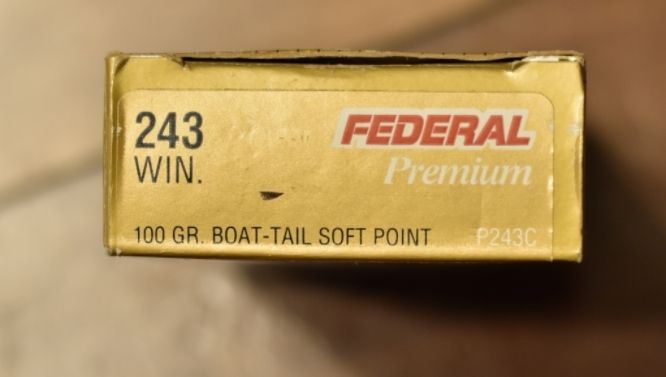 243
WIN.
FEDERAL
Premium
100 GR. BOAT-TAIL SOFT POINT
P243C